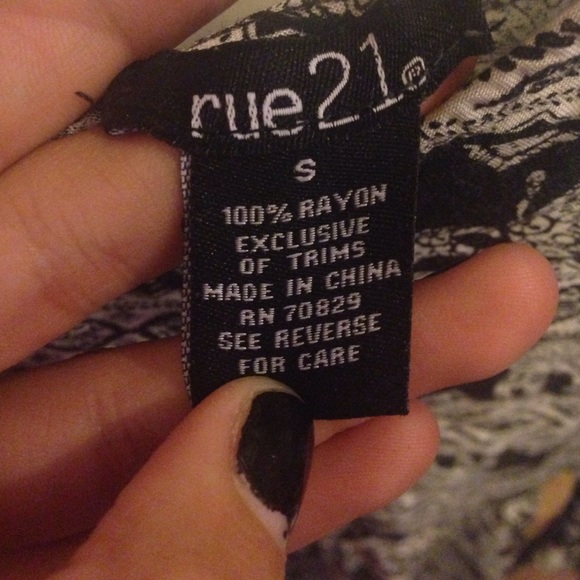 rue21®
S
100% RAYON
EXCLUSIVE
OF TRIMS
MADE IN CHINA
RN 70829
SEE REVERSE
FOR CARE